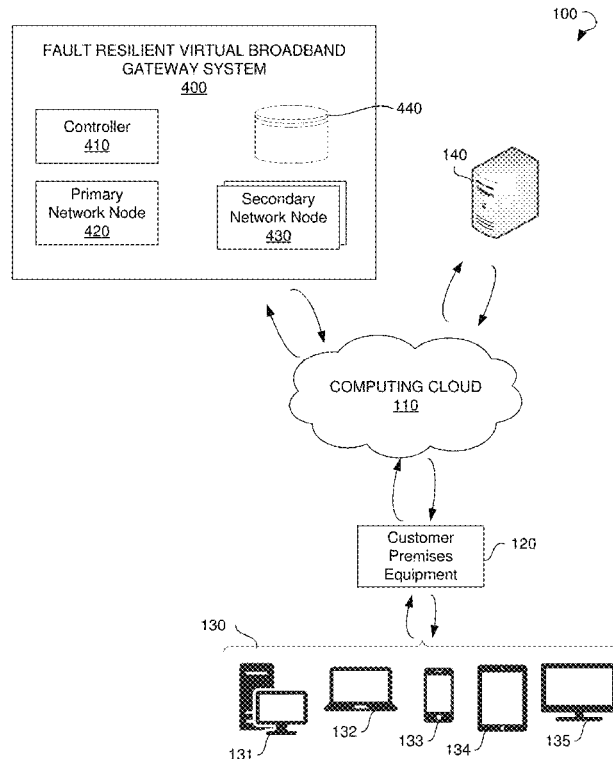 100
FAULT RESILIENT VIRTUAL BROADBAND
GATEWAY SYSTEM
400
440
Controller
410
140
Primary
Network Node
420
Secondary
Network Node
430
COMPUTING CLOUD
110
Customer
Premises
Equipment
120
130
131
132
133
134
135